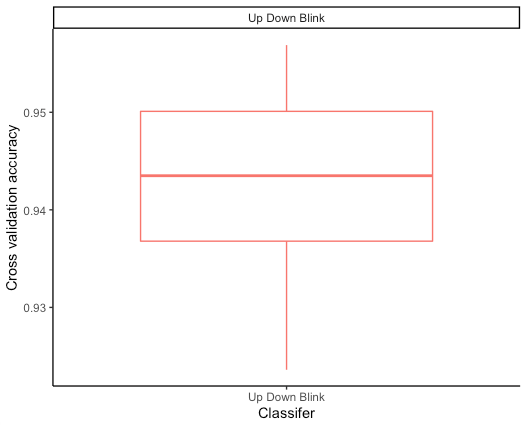 Up Down Blink
Cross validation accuracy
0.95
0.94
0.93
Up Down Blink
Classifer